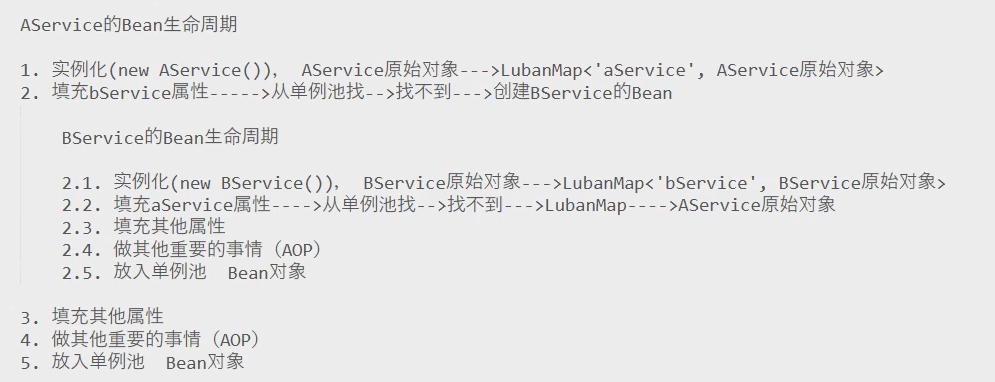 AService的Bean生命周期
1. 实例化(new AService())， AService原始对象--->LubanMap<'aService', AService原始对象>
2. 填充bService属性----->从单例池找-->找不到--->创建BService的Bean
BService的Bean生命周期
2.1. 实例化(new BService())， BService原始对象--->LubanMap<'bService', BService原始对象>
2.2. 填充aService属性---->从单例池找-->找不到--->LubanMap---->AService原始对象
2.3. 填充其他属性
2.4. 做其他重要的事情（AOP）
2.5. 放入单例池  Bean对象
3. 填充其他属性
4. 做其他重要的事情（AOP）
5. 放入单例池  Bean对象